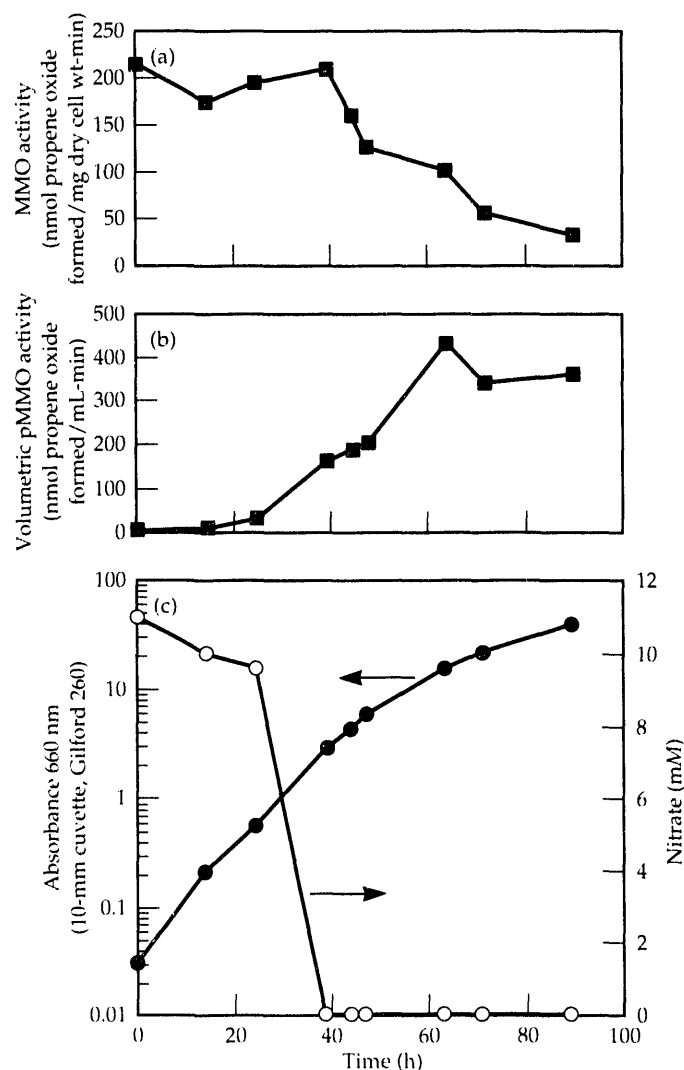 MMO activity
(nmol propene oxide
formed/mg dry cell wt-min)
250
200
150
100
50
0
(a)
Volumetric pMMO activity
(nmol propene oxide
formed/mL-min)
500
400
300
200
100
0
(b)
Absorbance 660 nm
(10-mm cuvette, Gilford 260)
100
10
1
0.1
0.01
(c)
12
10
8
6
4
2
0
Nitrate (mM)
0 20 40 60 80 100
Time (h)